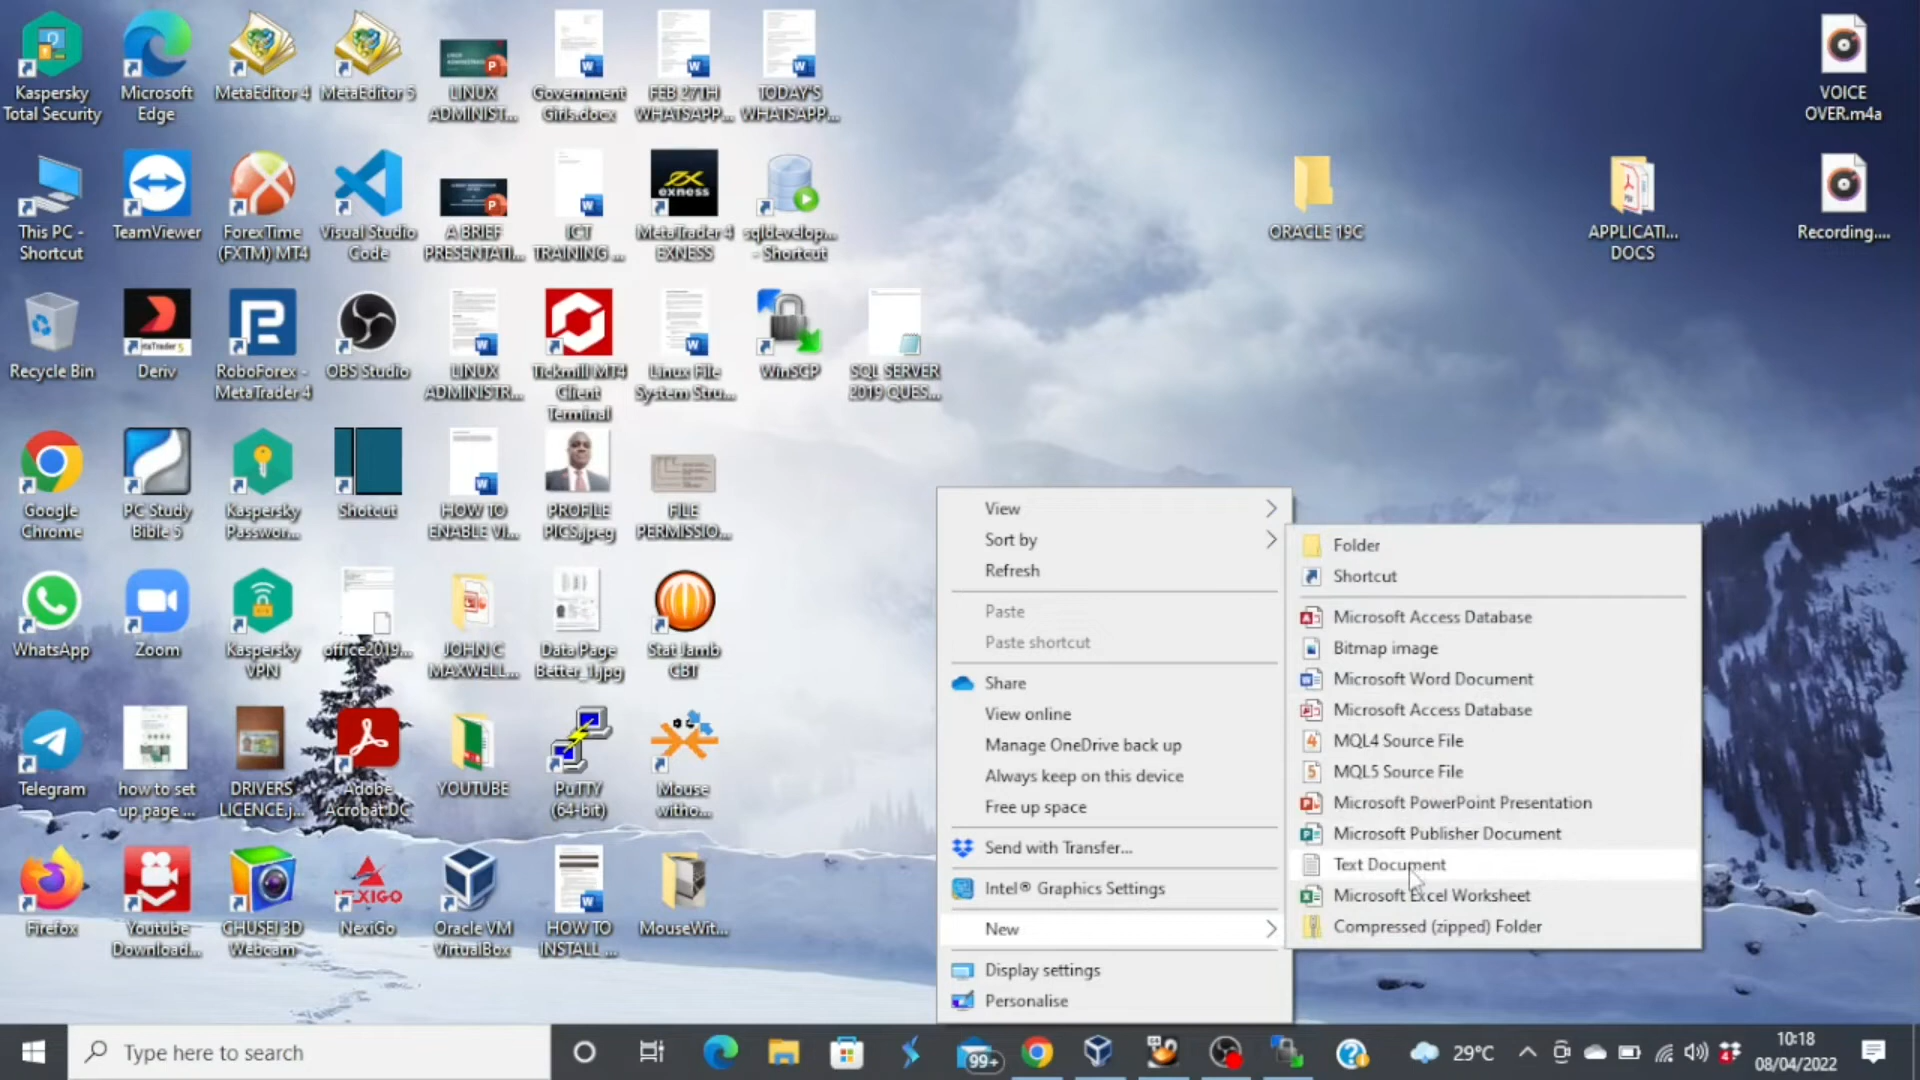 Kaspersky
Total Security
Microsoft
Edge
MetaEditor 4
MetaEditor 5
LINUX
ADMINIST...
Government
Girls.docx
FEB 27TH
WHATSAPP...
TODAY'S
WHATSAPP...
VOICE
OVER.m4a
This PC -
Shortcut
TeamViewer
ForexTime
(FXTM) MT4
Visual Studio
Code
A BRIEF
PRESENTATI...
ICT
TRAINING ...
exness
MetaTrader 4
EXNESS
sqldevelop...
- Shortcut
ORACLE 19C
APPLICATI...
DOCS
Recording....
Recycle Bin
Deriv
RoboForex -
MetaTrader 4
OBS Studio
LINUX
ADMINISTR...
Tickmill MT4
Client
Terminal
Linux File
System Stru...
WinSCP
SQL SERVER
2019 QUES...
Google
Chrome
PC Study
Bible 5
Kaspersky
Passwor...
Shotcut
HOW TO
ENABLE VI...
PROFILE
PICS.jpeg
FILE
PERMISSIO...
WhatsApp
Zoom
Kaspersky
VPN
office2019...
JOHN C
MAXWELL...
Data Page
Better_1.jpg
Stat Jamb
CBT
Telegram
how to set
up page ...
DRIVERS
LICENCE.j...
Adobe
Acrobat DC
YOUTUBE
PuTTY
(64-bit)
Mouse
witho...
Firefox
Youtube
Download...
CHUSEI 3D
Webcam
NEXIGO
NexiGo
Oracle VM
VirtualBox
HOW TO
INSTALL ...
MouseWit...
View
Sort by
Refresh
Paste
Paste shortcut
Share
View online
Manage OneDrive back up
Always keep on this device
Free up space
Send with Transfer...
Intel® Graphics Settings
New
Display settings
Personalise
Folder
Shortcut
Microsoft Access Database
Bitmap image
Microsoft Word Document
Microsoft Access Database
MQL4 Source File
MQL5 Source File
Microsoft PowerPoint Presentation
Microsoft Publisher Document
Text Document
Microsoft Excel Worksheet
Compressed (zipped) Folder
Type here to search
99+
29°C
10:18
08/04/2022